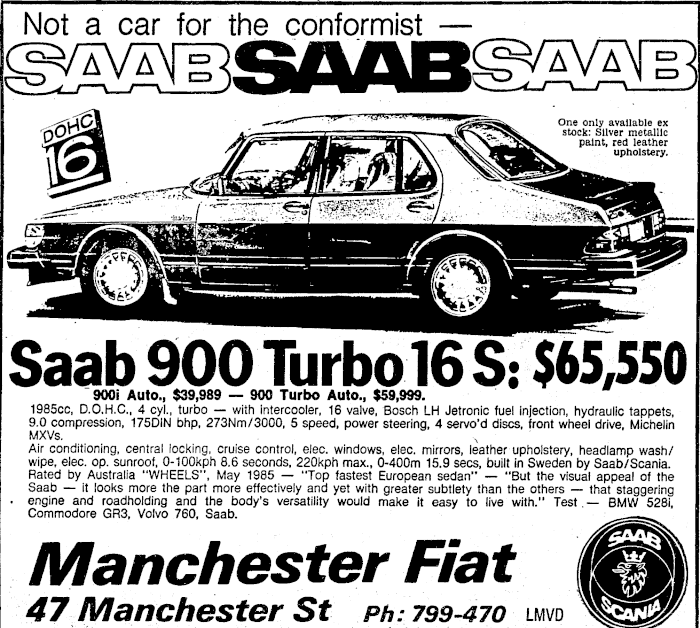 Not a car for the conformist —
SAAB SAAB SAAB
DOHC
16
One only available ex
stock: Silver metallic
paint, red leather
upholstery.
turbo
Saab 900 Turbo 16 S: $65,550
900i Auto., $39,989 — 900 Turbo Auto., $59,999.
1985cc, D.O.H.C., 4 cyl., turbo — with intercooler, 16 valve, Bosch LH Jetronic fuel injection, hydraulic tappets,
9.0 compression, 175DIN bhp, 273Nm/3000, 5 speed, power steering, 4 servo'd discs, front wheel drive, Michelin
MXVs.
Air conditioning, central locking, cruise control, elec. windows, elec. mirrors, leather upholstery, headlamp wash/
wipe, elec. op. sunroof, 0-100kph 8.6 seconds, 220kph max., 0-400m 15.9 secs, built in Sweden by Saab/Scania.
Rated by Australia "WHEELS", May 1985 — "Top fastest European sedan" — "But the visual appeal of the
Saab — it looks more the part more effectively and yet with greater subtlety than the others — that staggering
engine and roadholding and the body's versatility would make it easy to live with." Test — BMW 528i,
Commodore GR3, Volvo 760, Saab.
Manchester Fiat
47 Manchester St Ph: 799-470 LMVD
SAAB
SCANIA